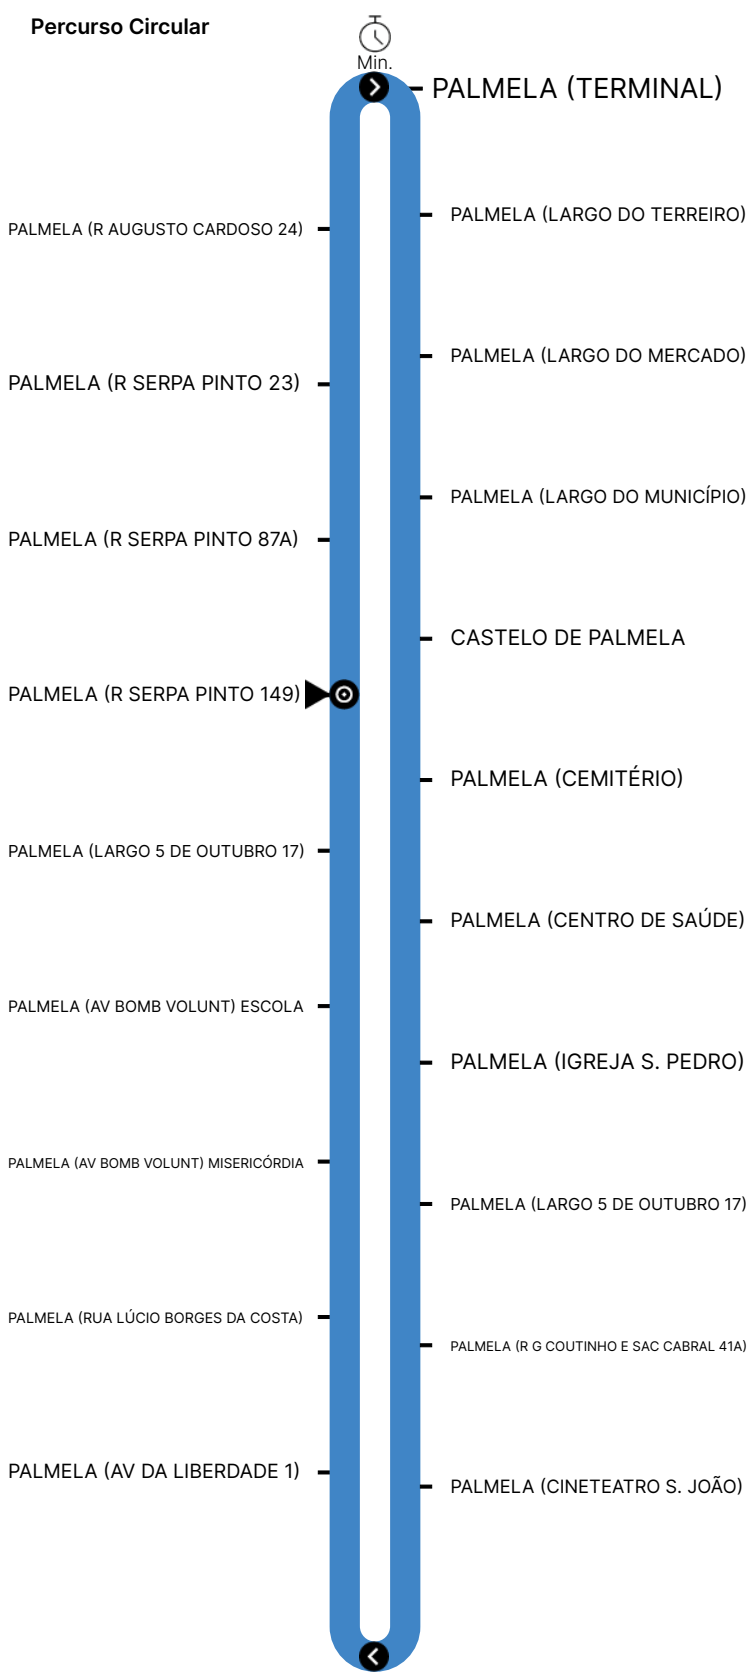 Percurso Circular
Min.
PALMELA (TERMINAL)
PALMELA (LARGO DO TERREIRO)
PALMELA (LARGO DO MERCADO)
PALMELA (LARGO DO MUNICÍPIO)
CASTELO DE PALMELA
PALMELA (CEMITÉRIO)
PALMELA (CENTRO DE SAÚDE)
PALMELA (IGREJA S. PEDRO)
PALMELA (LARGO 5 DE OUTUBRO 17)
PALMELA (R G COUTINHO E SAC CABRAL 41A)
PALMELA (CINETEATRO S. JOÃO)
PALMELA (R AUGUSTO CARDOSO 24)
PALMELA (R SERPA PINTO 23)
PALMELA (R SERPA PINTO 87A)
PALMELA (R SERPA PINTO 149)
PALMELA (LARGO 5 DE OUTUBRO 17)
PALMELA (AV BOMB VOLUNT) ESCOLA
PALMELA (AV BOMB VOLUNT) MISERICÓRDIA
PALMELA (RUA LÚCIO BORGES DA COSTA)
PALMELA (AV DA LIBERDADE 1)